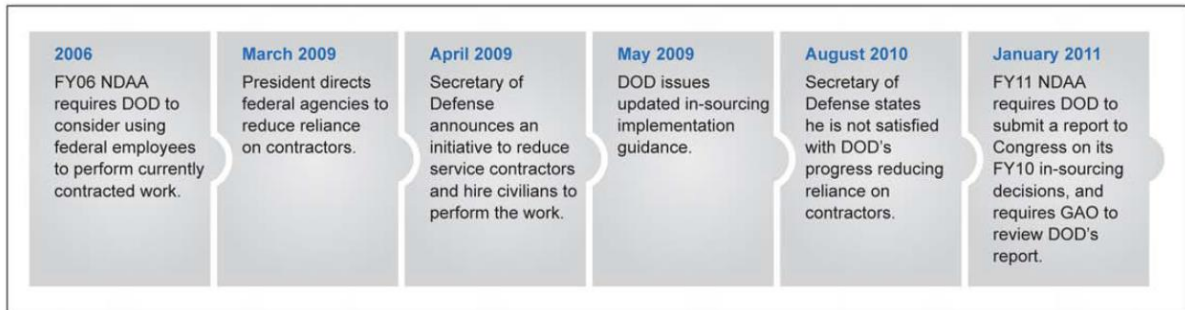 2006
FY06 NDAA
requires DOD to
consider using
federal employees
to perform currently
contracted work.
March 2009
President directs
federal agencies to
reduce reliance
on contractors.
April 2009
Secretary of
Defense
announces an
initiative to reduce
service contractors
and hire civilians to
perform the work.
May 2009
DOD issues
updated in-sourcing
implementation
guidance.
August 2010
Secretary of
Defense states
he is not satisfied
with DOD's
progress reducing
reliance on
contractors.
January 2011
FY11 NDAA
requires DOD to
submit a report to
Congress on its
FY10 in-sourcing
decisions, and
requires GAO to
review DOD's
report.